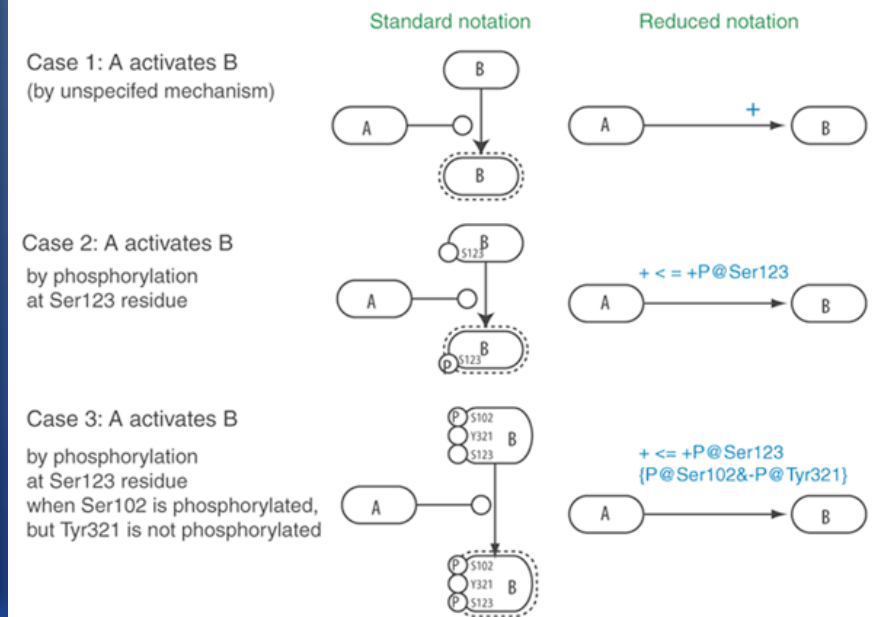 Standard notation
Reduced notation
Case 1: A activates B
(by unspecifed mechanism)
B
A
B
A
+
B
Case 2: A activates B
by phosphorylation
at Ser123 residue
B
S123
A
B
S123
P
+ < = +P@Ser123
A
B
Case 3: A activates B
by phosphorylation
at Ser123 residue
when Ser102 is phosphorylated,
but Tyr321 is not phosphorylated
P S102
Y321 B
S123
A
P S102
Y321 B
P S123
+ <= +P@Ser123
{P@Ser102&-P@Tyr321}
A
B